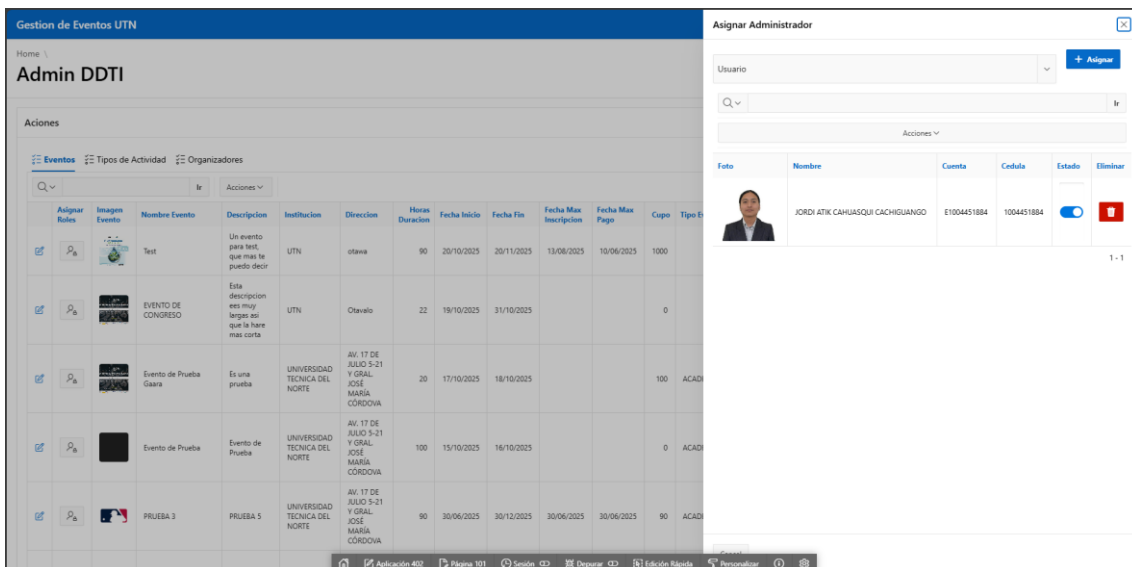 Gestion de Eventos UTN
Home \
Admin DDTI
Aciones
Eventos Tipos de Actividad Organizadores
Ir Acciones
Asignar Roles Imagen Evento Nombre Evento Descripcion Institucion Direccion Horas Duracion Fecha Inicio Fecha Fin Fecha Max Inscripcion Fecha Max Pago Cupo Tipo
Test Un evento para test, que mas te puedo decir UTN otawa 90 20/10/2025 20/11/2025 13/08/2025 10/06/2025 1000
EVENTO DE CONGRESO Esta descripcion ees muy largas asi que la hare mas corta UTN Otavalo 22 19/10/2025 31/10/2025 0
Evento de Prueba Gaara Es una prueba UNIVERSIDAD TECNICA DEL NORTE AV. 17 DE JULIO 5-21 Y GRAL. JOSÉ MARÍA CÓRDOVA 20 17/10/2025 18/10/2025 100 ACADE
Evento de Prueba Evento de Prueba UNIVERSIDAD TECNICA DEL NORTE AV. 17 DE JULIO 5-21 Y GRAL. JOSÉ MARÍA CÓRDOVA 100 15/10/2025 16/10/2025 0 ACADE
PRUEBA 3 PRUEBA 5 UNIVERSIDAD TECNICA DEL NORTE AV. 17 DE JULIO 5-21 Y GRAL. JOSÉ MARÍA CÓRDOVA 90 30/06/2025 30/12/2025 30/06/2025 30/06/2025 90 ACADE
Asignar Administrador
Usuario
+ Asignar
Ir
Acciones
Foto Nombre Cuenta Cedula Estado Eliminar
JORDI ATIK CAHUASQUI CACHIGUANGO E1004451884 1004451884
1 - 1
Cancel
Aplicación 402 Página 101 Sesión Depurar Edición Rápida Personalizar